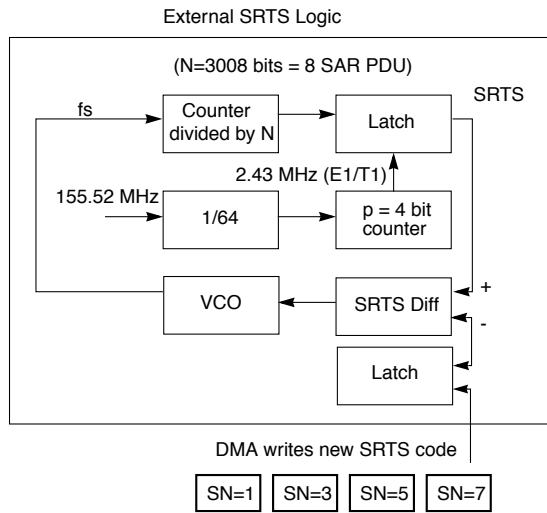 External SRTS Logic
(N=3008 bits = 8 SAR PDU)
SRTS
fs
Counter
divided by N
Latch
2.43 MHz (E1/T1)
155.52 MHz
1/64
p = 4 bit
counter
VCO
SRTS Diff
+
-
Latch
DMA writes new SRTS code
SN=1
SN=3
SN=5
SN=7